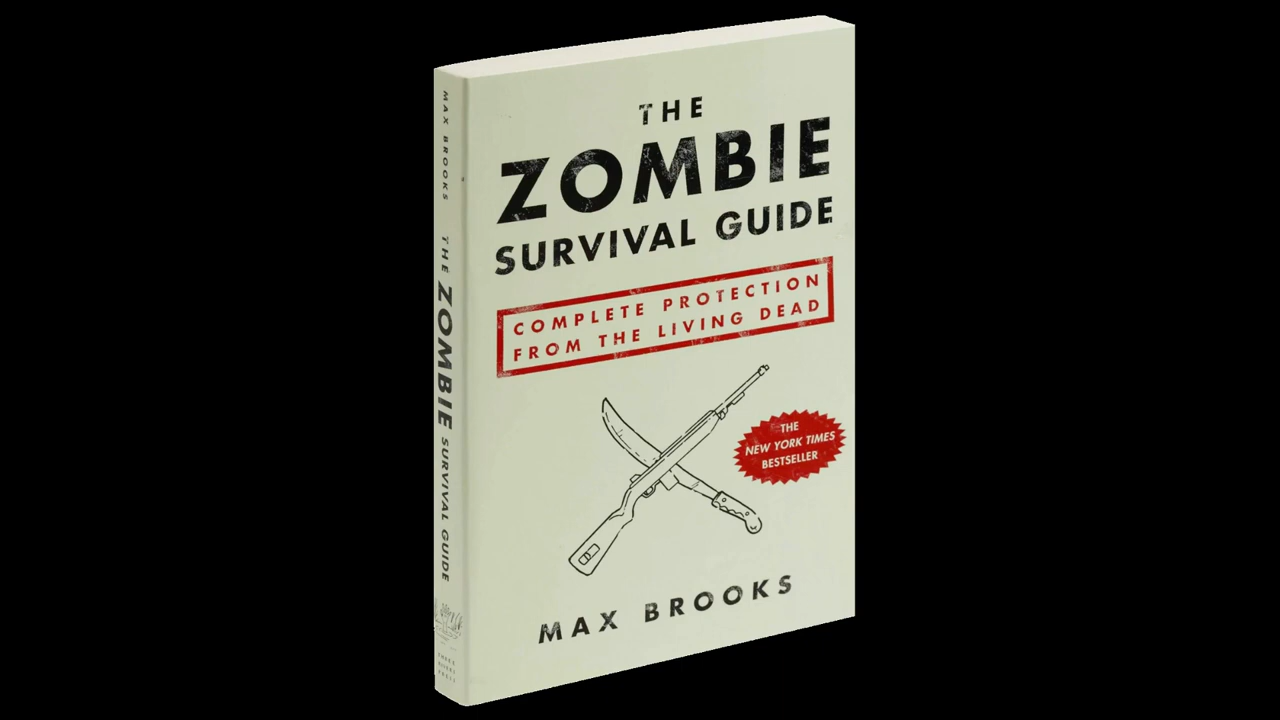 THE
ZOMBIE
SURVIVAL GUIDE
COMPLETE PROTECTION
FROM THE LIVING DEAD
THE
NEW YORK TIMES
BESTSELLER
MAX BROOKS
MAX BROOKS THE ZOMBIE SURVIVAL GUIDE